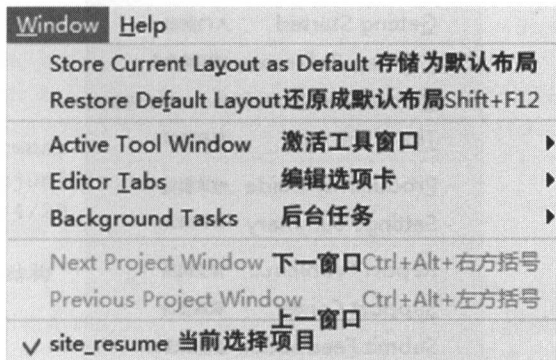 Window Help
Store Current Layout as Default 存储为默认布局
Restore Default Layout还原成默认布局Shift+F12
Active Tool Window 激活工具窗口
Editor Tabs 编辑选项卡
Background Tasks 后台任务
Next Project Window 下一窗口Ctrl+Alt+右方括号
Previous Project Window 上一窗口 Ctrl+Alt+左方括号
site_resume 当前选择项目